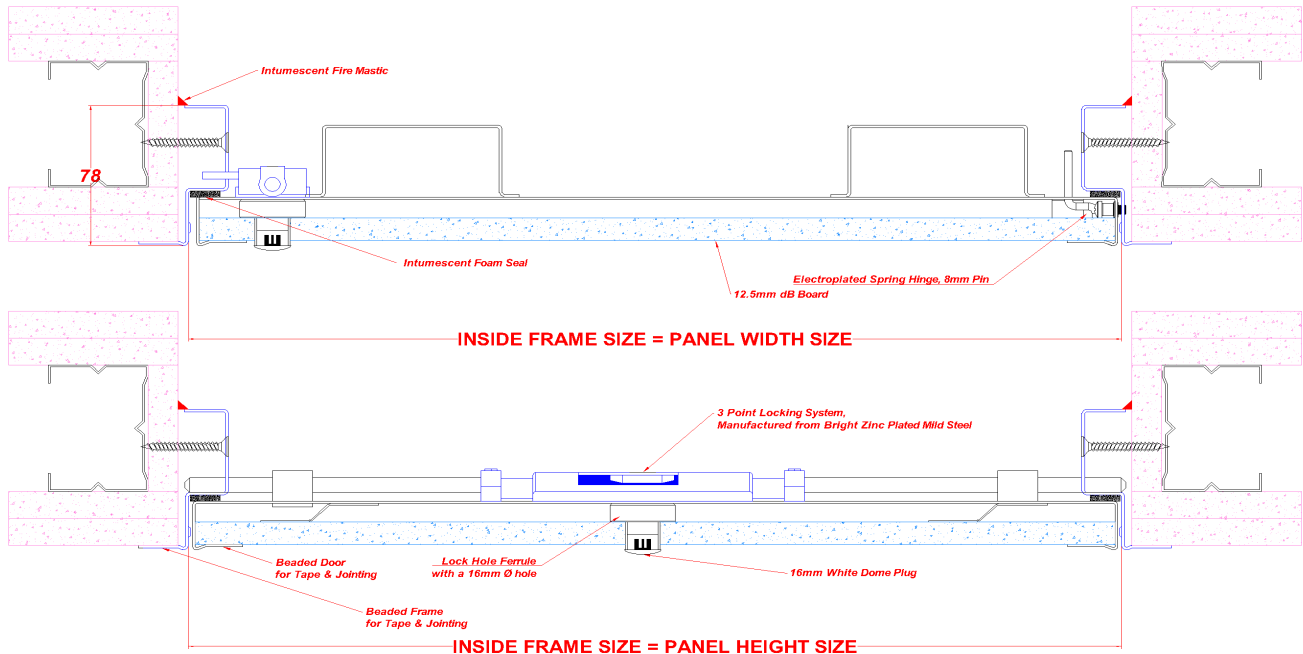 Intumescent Fire Mastic
78
Intumescent Foam Seal
Electroplated Spring Hinge, 8mm Pin
12.5mm dB Board
INSIDE FRAME SIZE = PANEL WIDTH SIZE
3 Point Locking System,
Manufactured from Bright Zinc Plated Mild Steel
Beaded Door
for Tape & Jointing
Lock Hole Ferrule
with a 16mm Ø hole
16mm White Dome Plug
Beaded Frame
for Tape & Jointing
INSIDE FRAME SIZE = PANEL HEIGHT SIZE